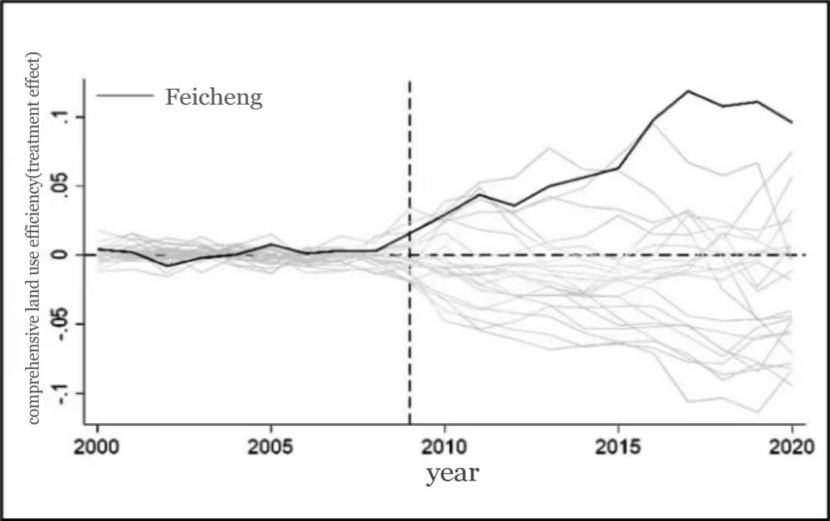 comprehensive land use efficiency(treatment effect)
Feicheng
.1
.05
0
-.05
-.1
2000 2005 2010 2015 2020
year